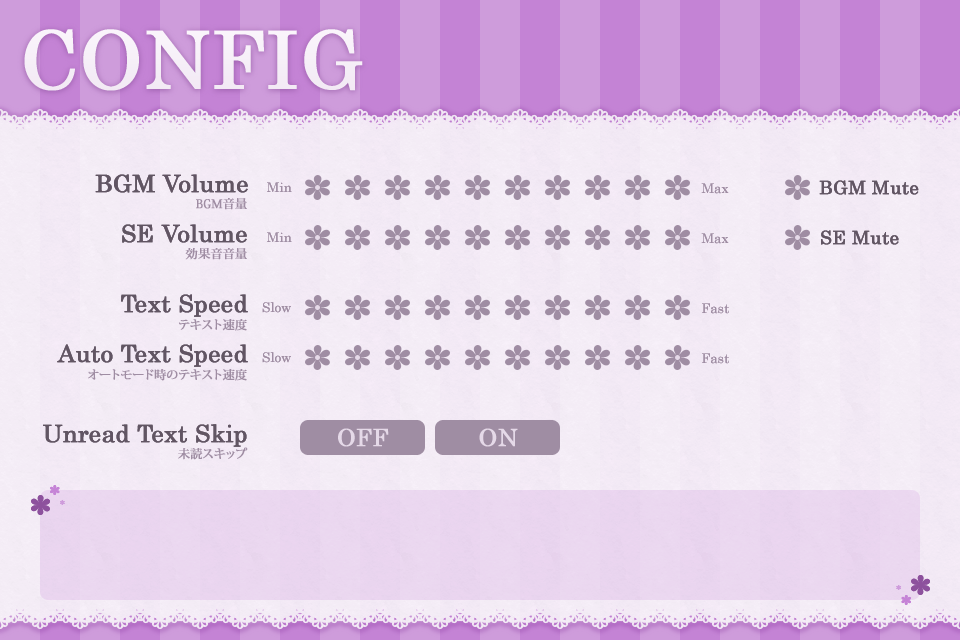 CONFIG
BGM Volume Min Max BGM Mute
BGM音量
SE Volume Min Max SE Mute
効果音音量
Text Speed Slow Fast
テキスト速度
Auto Text Speed Slow Fast
オートモード時のテキスト速度
Unread Text Skip OFF ON
未読スキップ